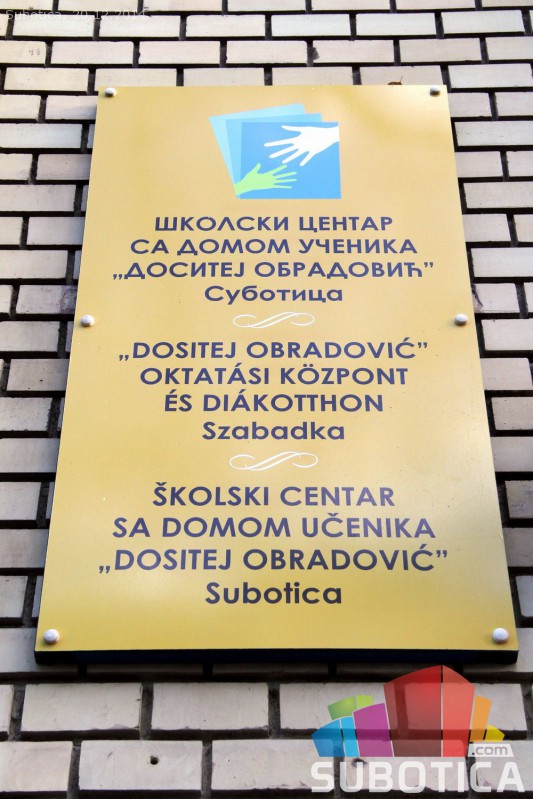 ШКОЛСКИ ЦЕНТАР
СА ДОМОМ УЧЕНИКА
„ДОСИТЕЈ ОБРАДОВИЋ”
Суботица
„DOSITEJ OBRADOVIĆ”
OKTATÁSI KÖZPONT
ÉS DIÁKOTTHON
Szabadka
ŠKOLSKI CENTAR
SA DOMOM UČENIKA
„DOSITEJ OBRADOVIĆ”
Subotica
.com
SUBOTICA